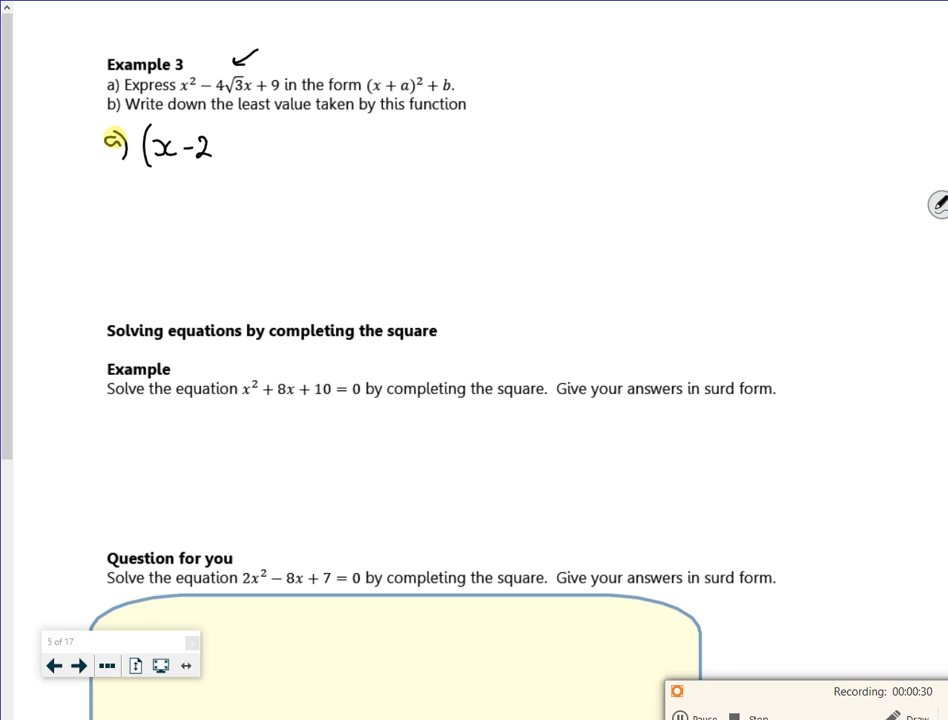 Example 3
a) Express x² − 4√3x + 9 in the form (x + a)² + b.
b) Write down the least value taken by this function
a) (x - 2
Solving equations by completing the square
Example
Solve the equation x² + 8x + 10 = 0 by completing the square. Give your answers in surd form.
Question for you
Solve the equation 2x² − 8x + 7 = 0 by completing the square. Give your answers in surd form.
5 of 17
Recording: 00:00:30
Pause Stop Draw